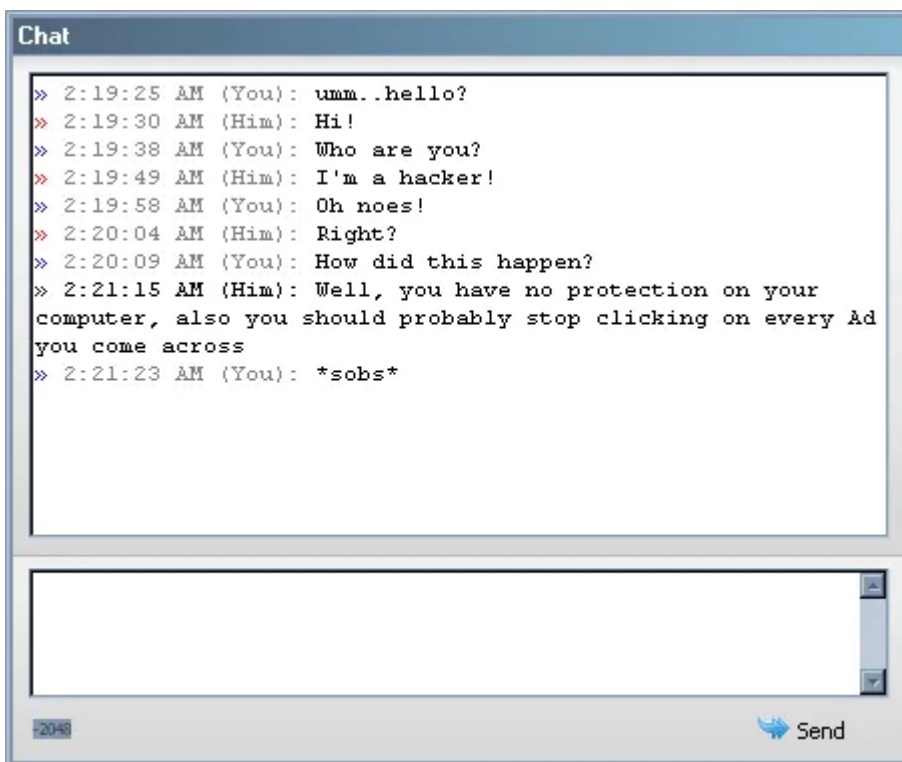 Chat
» 2:19:25 AM (You): umm..hello?
» 2:19:30 AM (Him): Hi!
» 2:19:38 AM (You): Who are you?
» 2:19:49 AM (Him): I'm a hacker!
» 2:19:58 AM (You): Oh noes!
» 2:20:04 AM (Him): Right?
» 2:20:09 AM (You): How did this happen?
» 2:21:15 AM (Him): Well, you have no protection on your
computer, also you should probably stop clicking on every Ad
you come across
» 2:21:23 AM (You): *sobs*
-2048
Send